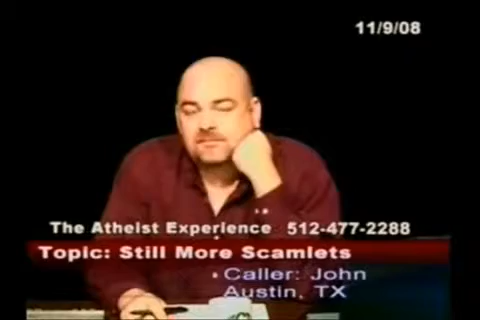 11/9/08
The Atheist Experience 512-477-2288
Topic: Still More Scamlets
Caller: John
Austin, TX